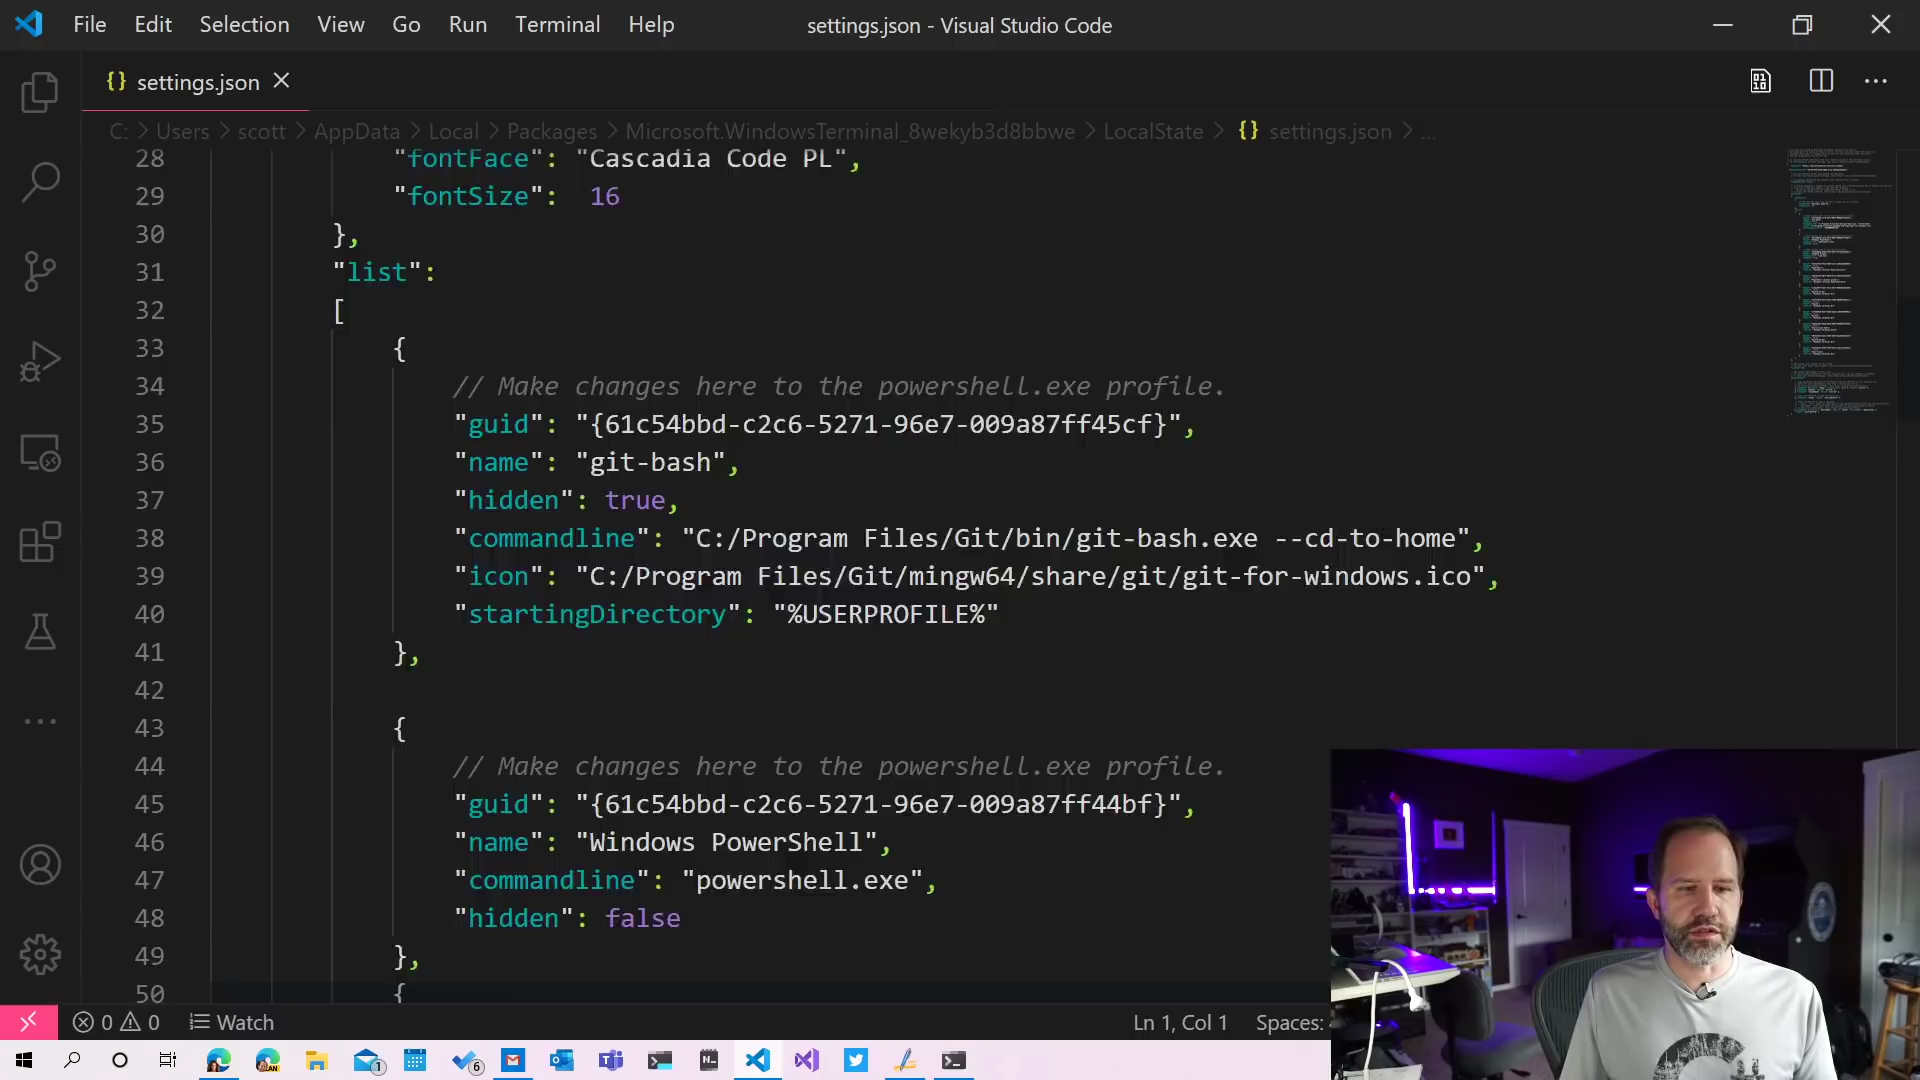 File Edit Selection View Go Run Terminal Help
settings.json - Visual Studio Code
{} settings.json
C: > Users > scott > AppData > Local > Packages > Microsoft.WindowsTerminal_8wekyb3d8bbwe > LocalState > {} settings.json > ...
28 "fontFace": "Cascadia Code PL",
29 "fontSize": 16
30 },
31 "list":
32 [
33 {
34 // Make changes here to the powershell.exe profile.
35 "guid": "{61c54bbd-c2c6-5271-96e7-009a87ff45cf}",
36 "name": "git-bash",
37 "hidden": true,
38 "commandline": "C:/Program Files/Git/bin/git-bash.exe --cd-to-home",
39 "icon": "C:/Program Files/Git/mingw64/share/git/git-for-windows.ico",
40 "startingDirectory": "%USERPROFILE%"
41 },
42
43 {
44 // Make changes here to the powershell.exe profile.
45 "guid": "{61c54bbd-c2c6-5271-96e7-009a87ff44bf}",
46 "name": "Windows PowerShell",
47 "commandline": "powershell.exe",
48 "hidden": false
49 },
50 {
0 0 Watch
Ln 1, Col 1 Spaces:
1 6